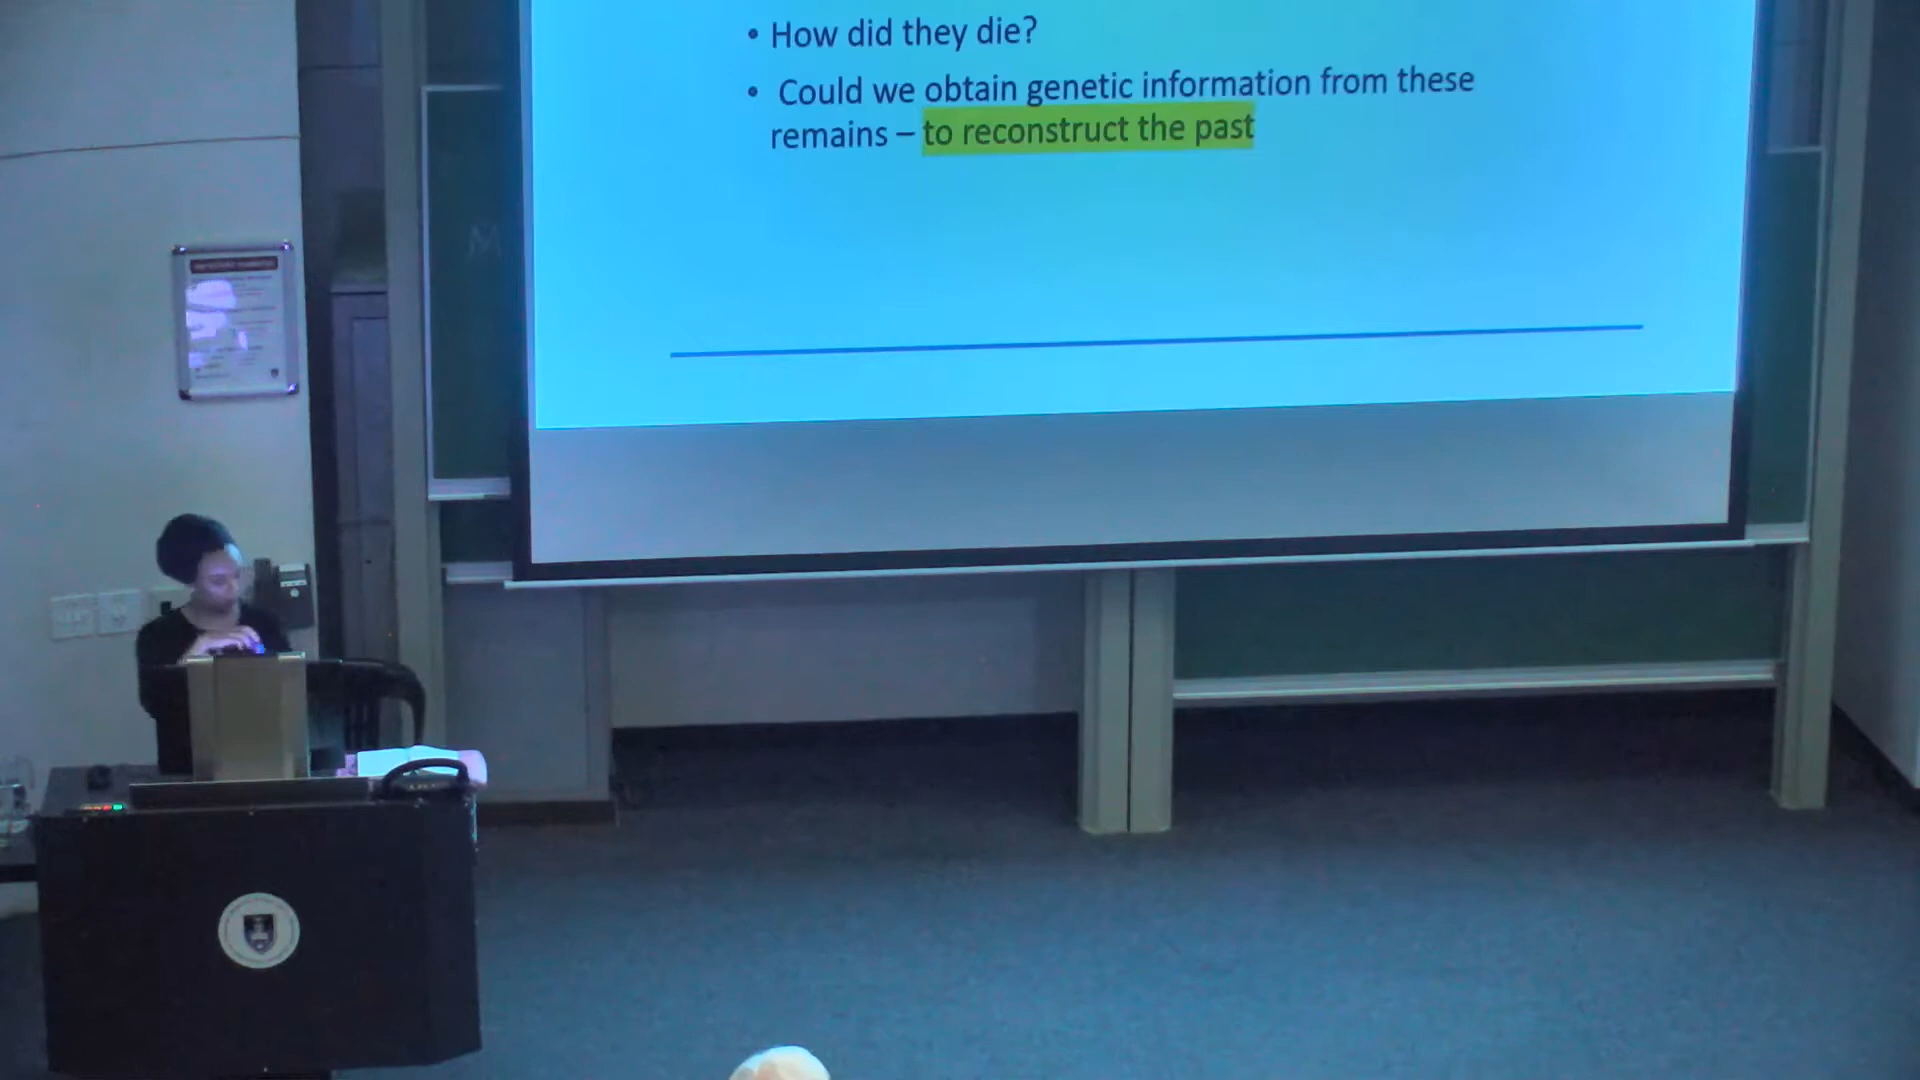 • How did they die?
• Could we obtain genetic information from these
remains – to reconstruct the past
M